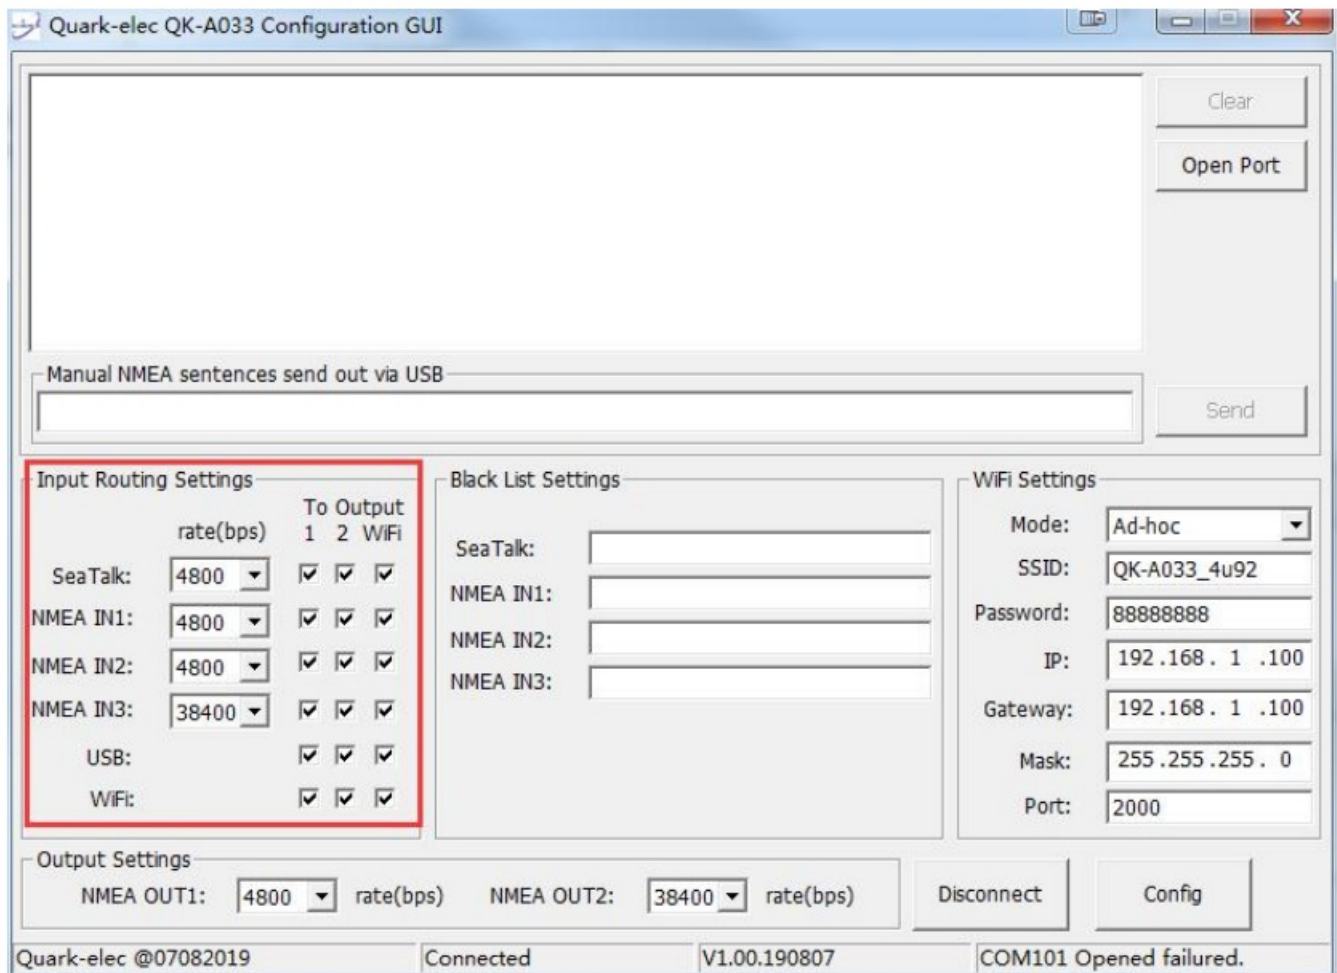 Quark-elec QK-A033 Configuration GUI
Clear
Open Port
Manual NMEA sentences send out via USB
Send
Input Routing Settings
To Output
rate(bps) 1 2 WiFi
SeaTalk: 4800
NMEA IN1: 4800
NMEA IN2: 4800
NMEA IN3: 38400
USB:
WiFi:
Black List Settings
SeaTalk:
NMEA IN1:
NMEA IN2:
NMEA IN3:
WiFi Settings
Mode: Ad-hoc
SSID: QK-A033_4u92
Password: 88888888
IP: 192.168. 1 .100
Gateway: 192.168. 1 .100
Mask: 255.255.255. 0
Port: 2000
Output Settings
NMEA OUT1: 4800 rate(bps) NMEA OUT2: 38400 rate(bps)
Disconnect
Config
Quark-elec @07082019 Connected V1.00.190807 COM101 Opened failured.